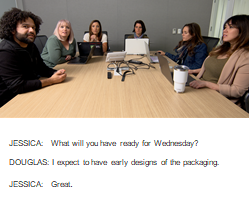 JESSICA: What will you have ready for Wednesday?
DOUGLAS: I expect to have early designs of the packaging.
JESSICA: Great.